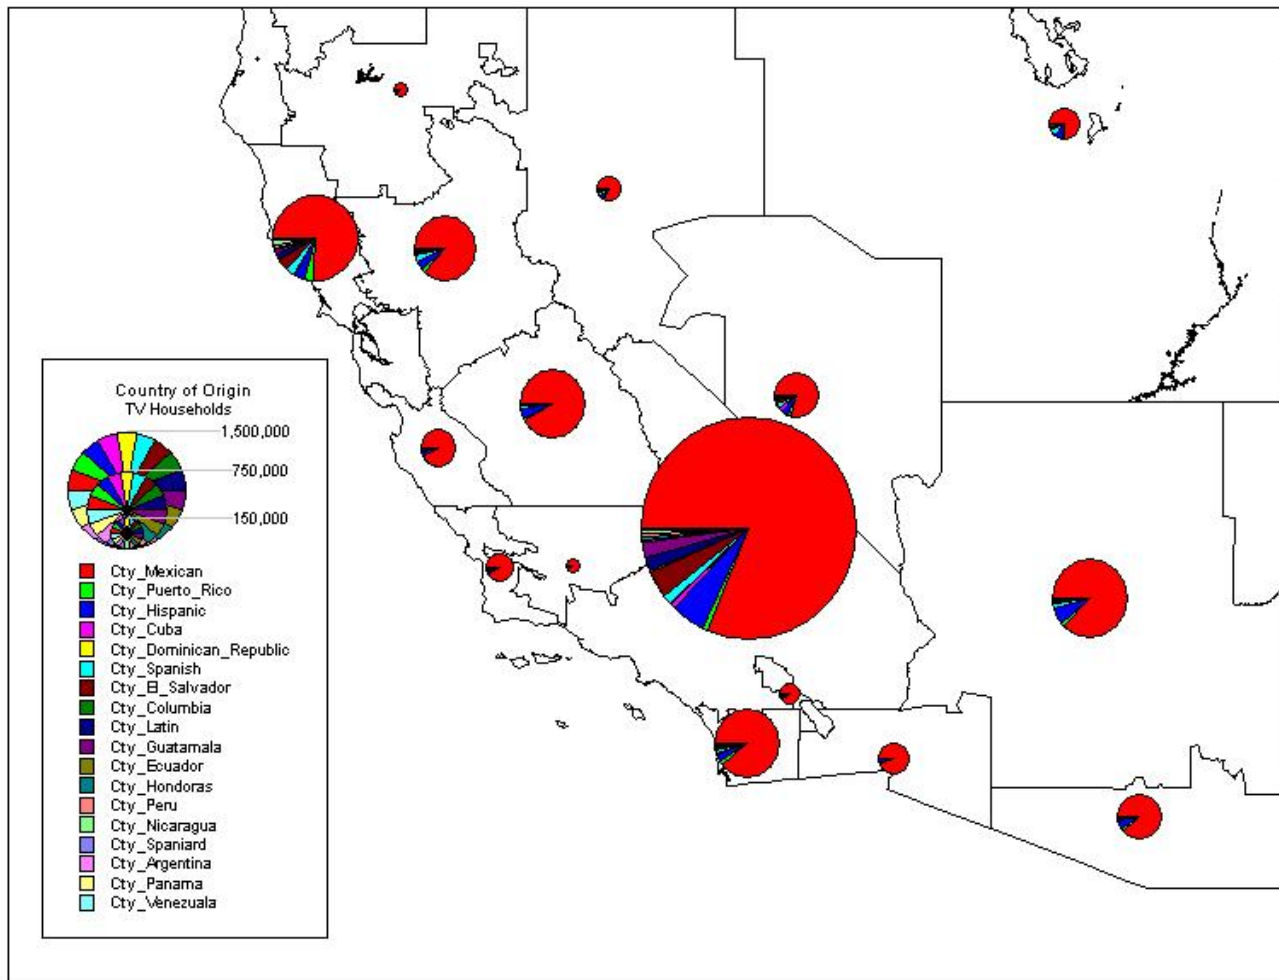 Country of Origin
TV Households
1,500,000
750,000
150,000
Cty_Mexican
Cty_Puerto_Rico
Cty_Hispanic
Cty_Cuba
Cty_Dominican_Republic
Cty_Spanish
Cty_El_Salvador
Cty_Columbia
Cty_Latin
Cty_Guatamala
Cty_Ecuador
Cty_Hondoras
Cty_Peru
Cty_Nicaragua
Cty_Spaniard
Cty_Argentina
Cty_Panama
Cty_Venezuala